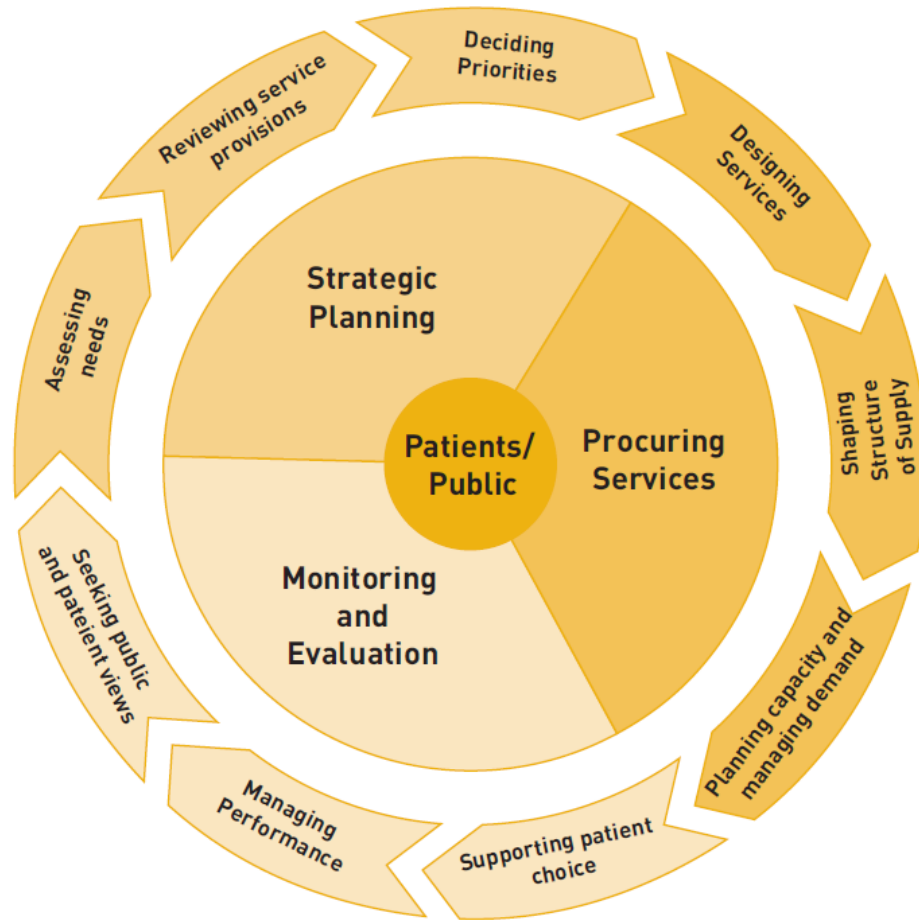 Deciding
Priorities
Designing
Services
Shaping
Structure
of Supply
Planning capacity and
managing demand
Supporting patient
choice
Managing
Performance
Seeking public
and pateient views
Assessing
needs
Reviewing service
provisions
Strategic
Planning
Procuring
Services
Monitoring
and
Evaluation
Patients/
Public